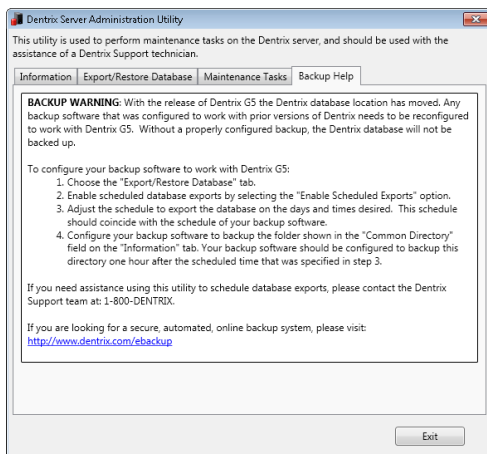 Dentrix Server Administration Utility
This utility is used to perform maintenance tasks on the Dentrix server, and should be used with the
assistance of a Dentrix Support technician.
Information Export/Restore Database Maintenance Tasks Backup Help
BACKUP WARNING: With the release of Dentrix G5 the Dentrix database location has moved. Any
backup software that was configured to work with prior versions of Dentrix needs to be reconfigured
to work with Dentrix G5. Without a properly configured backup, the Dentrix database will not be
backed up.
To configure your backup software to work with Dentrix G5:
1. Choose the "Export/Restore Database" tab.
2. Enable scheduled database exports by selecting the "Enable Scheduled Exports" option.
3. Adjust the schedule to export the database on the days and times desired. This schedule
should coincide with the schedule of your backup software.
4. Configure your backup software to backup the folder shown in the "Common Directory"
field on the "Information" tab. Your backup software should be configured to backup this
directory one hour after the scheduled time that was specified in step 3.
If you need assistance using this utility to schedule database exports, please contact the Dentrix
Support team at: 1-800-DENTRIX.
If you are looking for a secure, automated, online backup system, please visit:
http://www.dentrix.com/ebackup
Exit